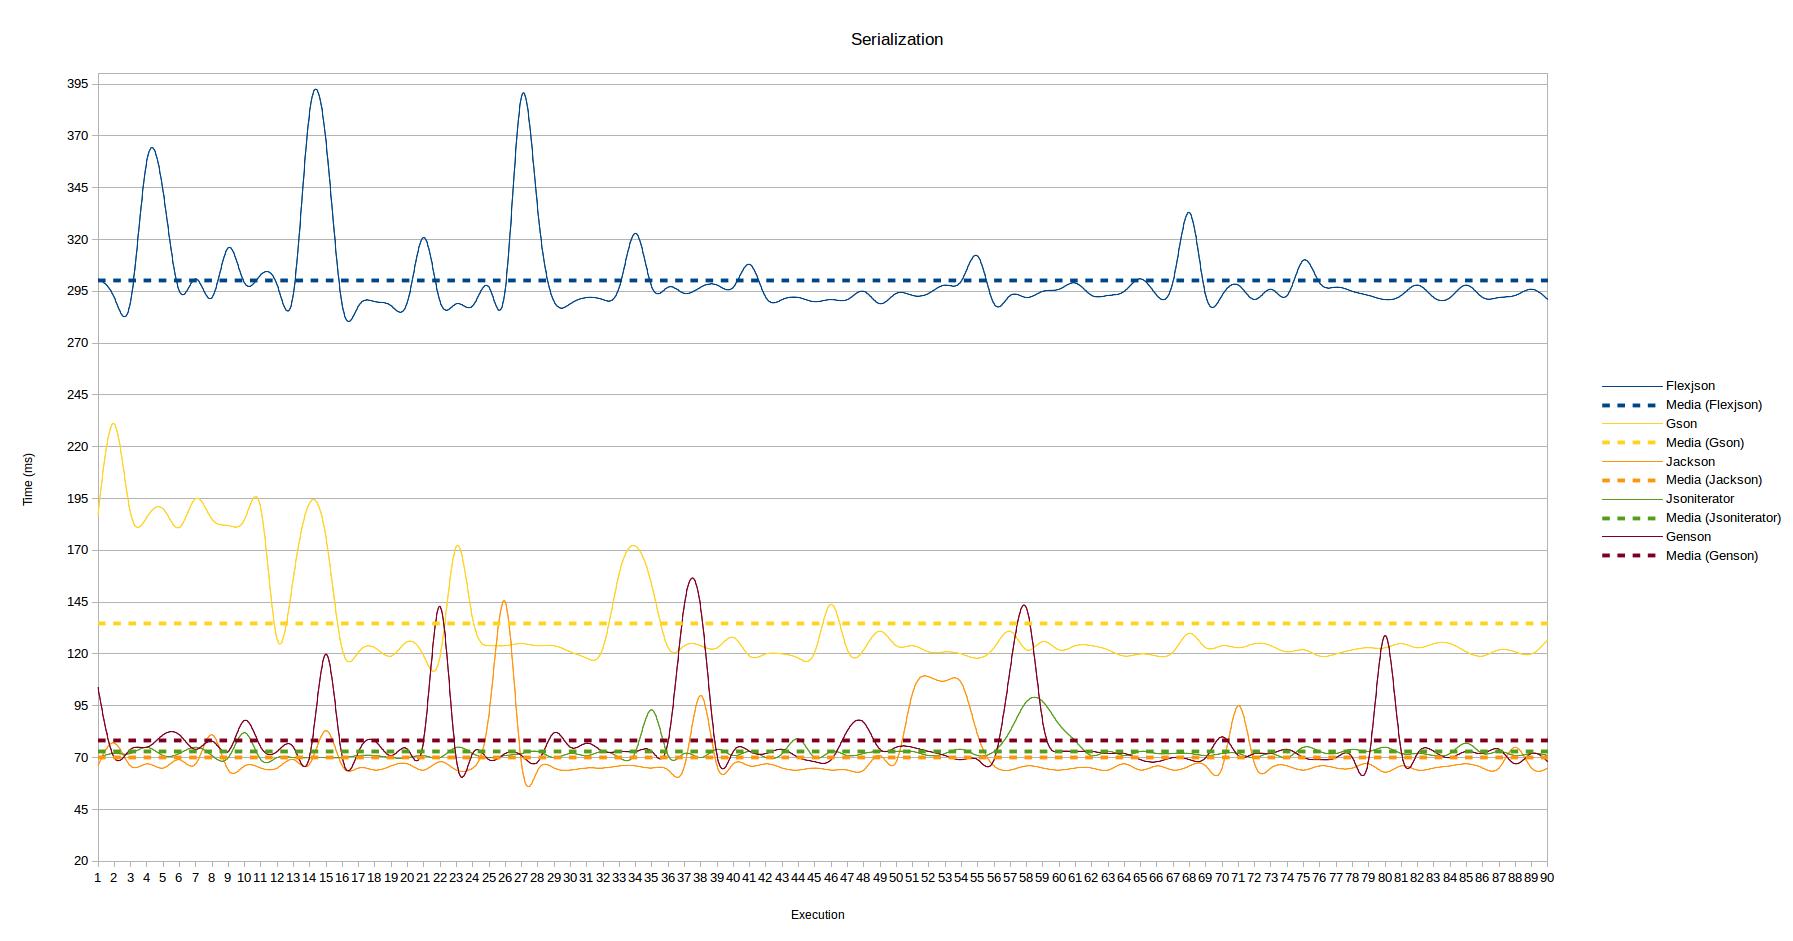 Serialization
395
370
345
320
295
270
245
220
195
170
145
120
95
70
45
20
Time (ms)
1 2 3 4 5 6 7 8 9 10 11 12 13 14 15 16 17 18 19 20 21 22 23 24 25 26 27 28 29 30 31 32 33 34 35 36 37 38 39 40 41 42 43 44 45 46 47 48 49 50 51 52 53 54 55 56 57 58 59 60 61 62 63 64 65 66 67 68 69 70 71 72 73 74 75 76 77 78 79 80 81 82 83 84 85 86 87 88 89 90
Execution
Flexjson
Media (Flexjson)
Gson
Media (Gson)
Jackson
Media (Jackson)
Jsoniterator
Media (Jsoniterator)
Genson
Media (Genson)